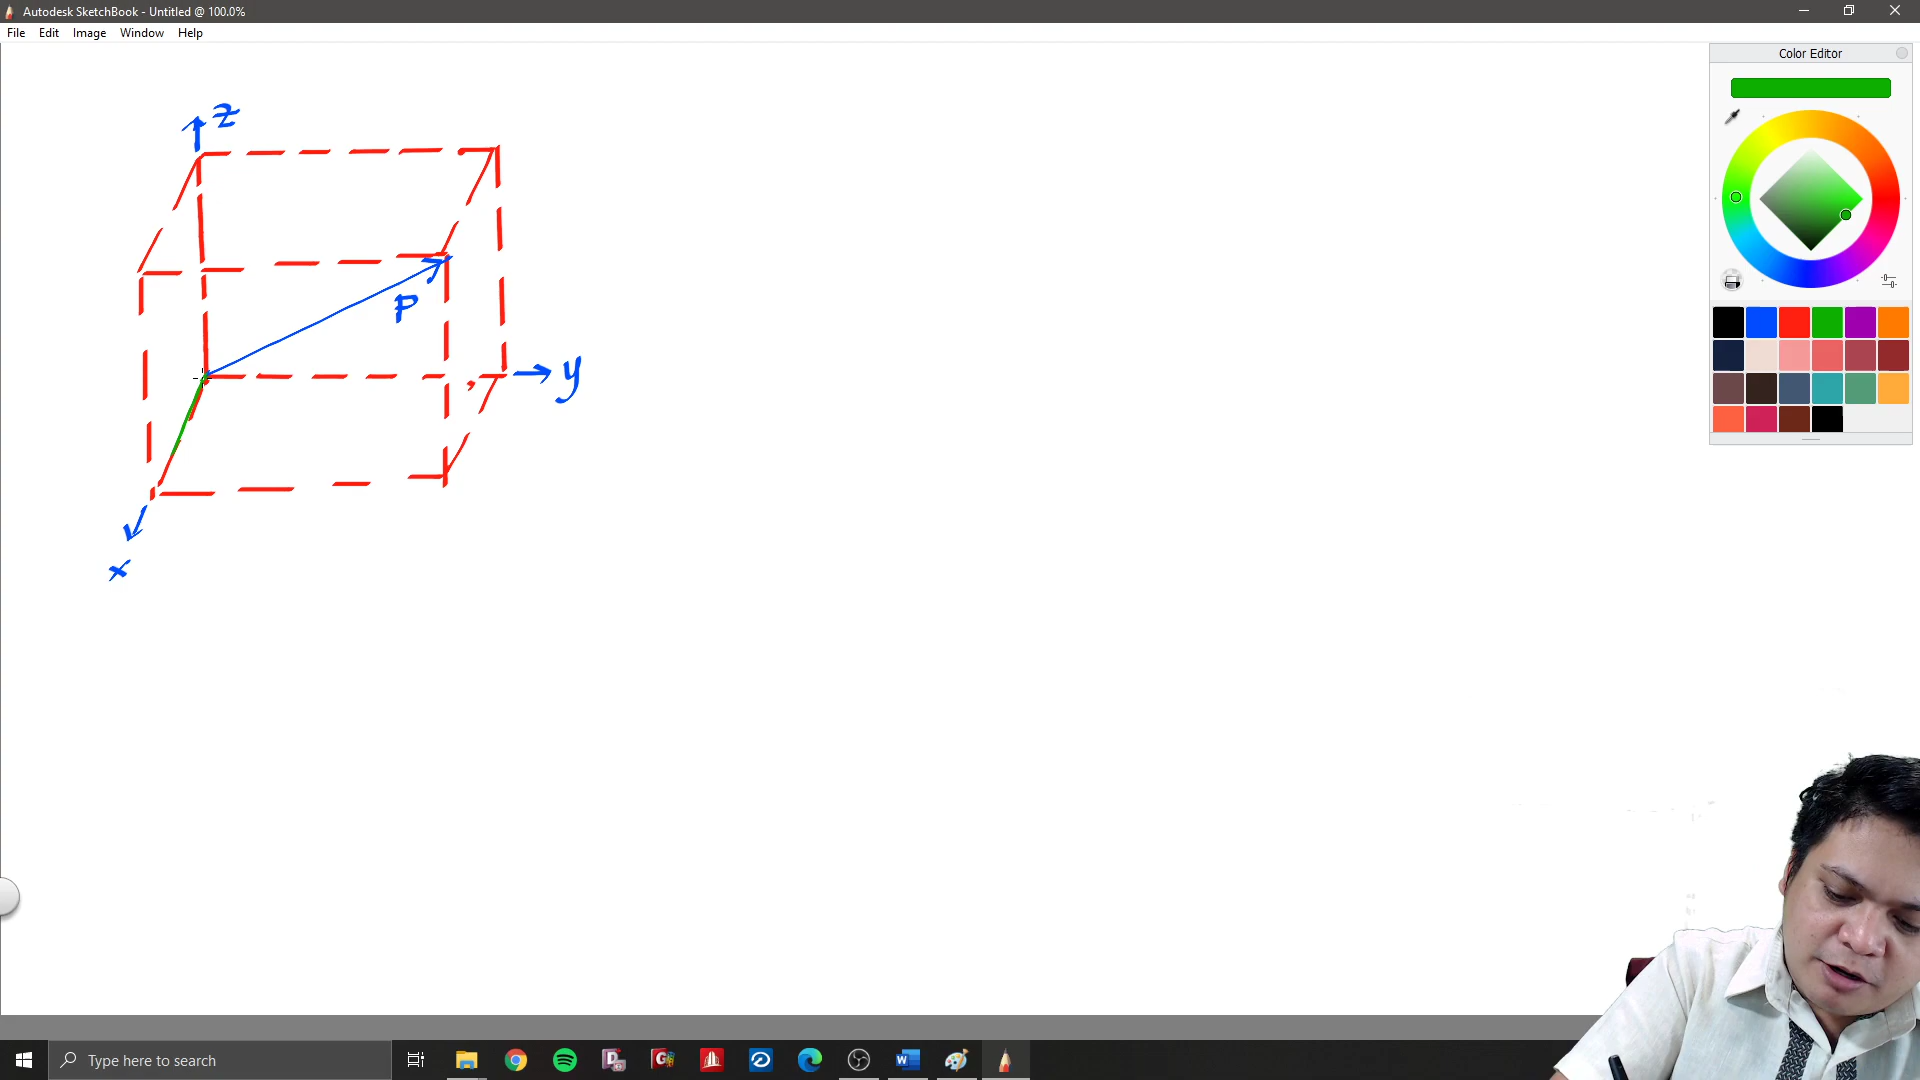 Autodesk SketchBook - Untitled @ 100.0%
File Edit Image Window Help
Color Editor
z
P
y
x
Type here to search